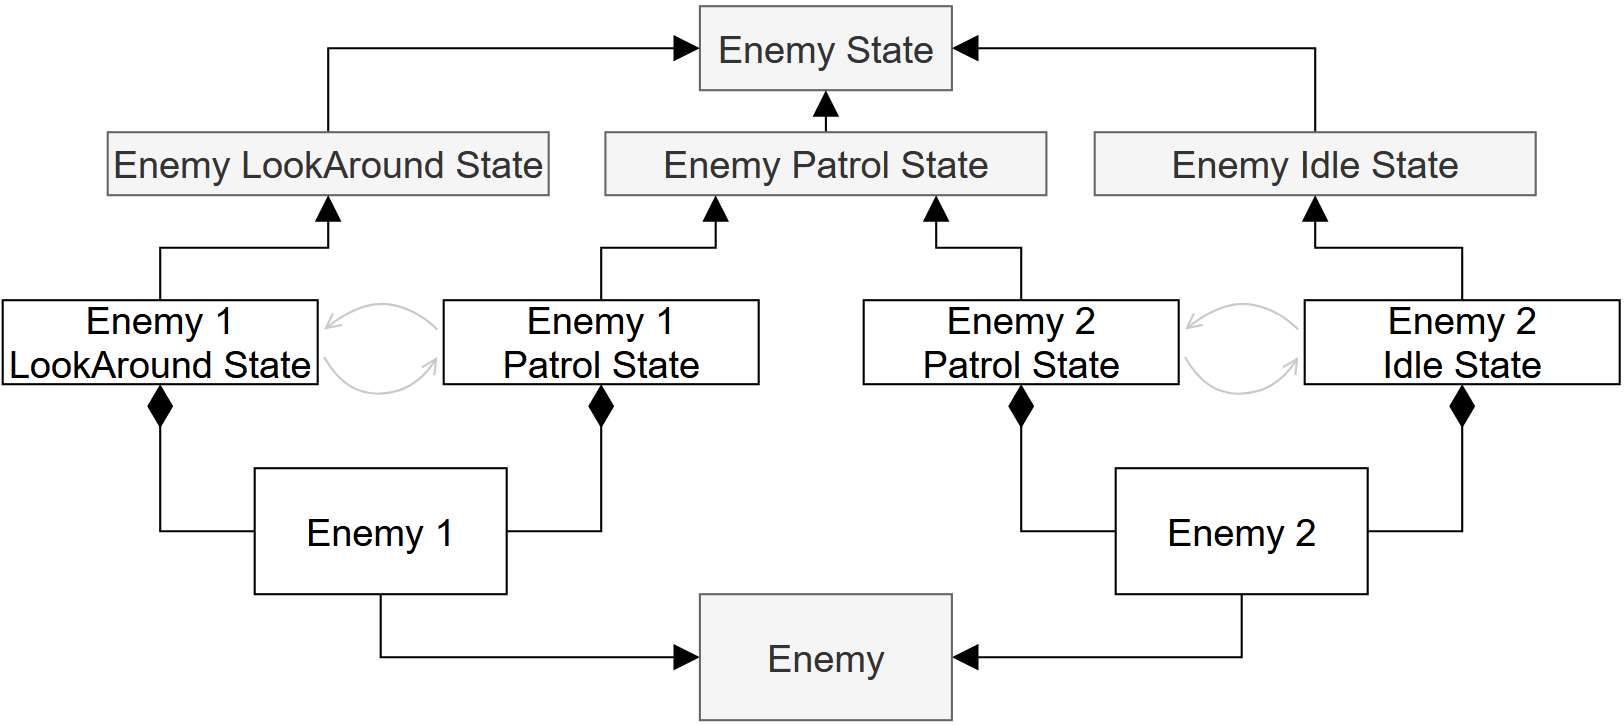 Enemy State
Enemy LookAround State
Enemy Patrol State
Enemy Idle State
Enemy 1
LookAround State
Enemy 1
Patrol State
Enemy 2
Patrol State
Enemy 2
Idle State
Enemy 1
Enemy 2
Enemy